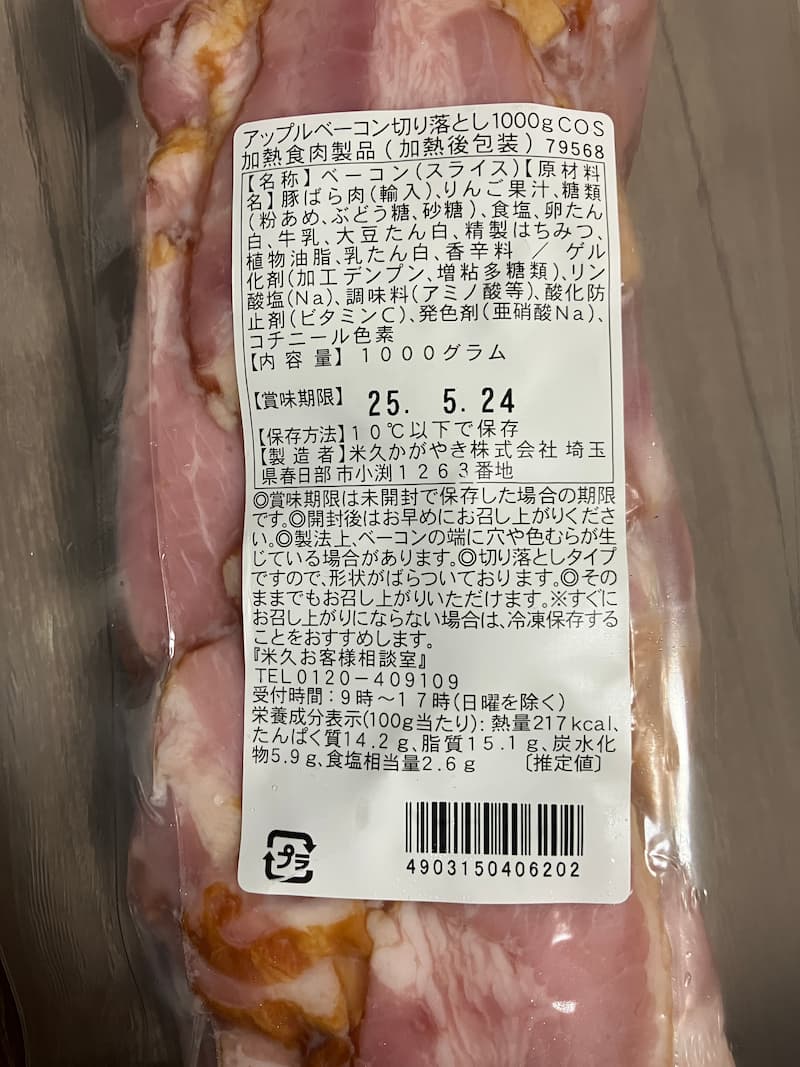 アップルベーコン切り落とし1000gCOS
加熱食肉製品(加熱後包装) 79568
【名称】ベーコン(スライス)【原材料
名】豚ばら肉(輸入)、りんご果汁、糖類
(粉あめ、ぶどう糖、砂糖)、食塩、卵たん
白、牛乳、大豆たん白、精製はちみつ、
植物油脂、乳たん白、香辛料 / ゲル
化剤(加工デンプン、増粘多糖類)、リン
酸塩(Na)、調味料(アミノ酸等)、酸化防
止剤(ビタミンC)、発色剤(亜硝酸Na)、
コチニール色素
【内容量】1000グラム
【賞味期限】 25. 5.24
【保存方法】10℃以下で保存
【製造者】米久かがやき株式会社 埼玉
県春日部市小渕1263番地
◎賞味期限は未開封で保存した場合の期限
です。◎開封後はお早めにお召し上がりくださ
い。◎製法上、ベーコンの端に穴や色むらが生
じている場合があります。◎切り落としタイプ
ですので、形状がばらついております。◎その
ままでもお召し上がりいただけます。※すぐに
お召し上がりにならない場合は、冷凍保存する
ことをおすすめします。
『米久お客様相談室』
TEL0120-409109
受付時間:9時~17時(日曜を除く)
栄養成分表示(100g当たり):熱量217kcal、
たんぱく質14.2g、脂質15.1g、炭水化
物5.9g、食塩相当量2.6g 〔推定値〕
プラ
4903150406202